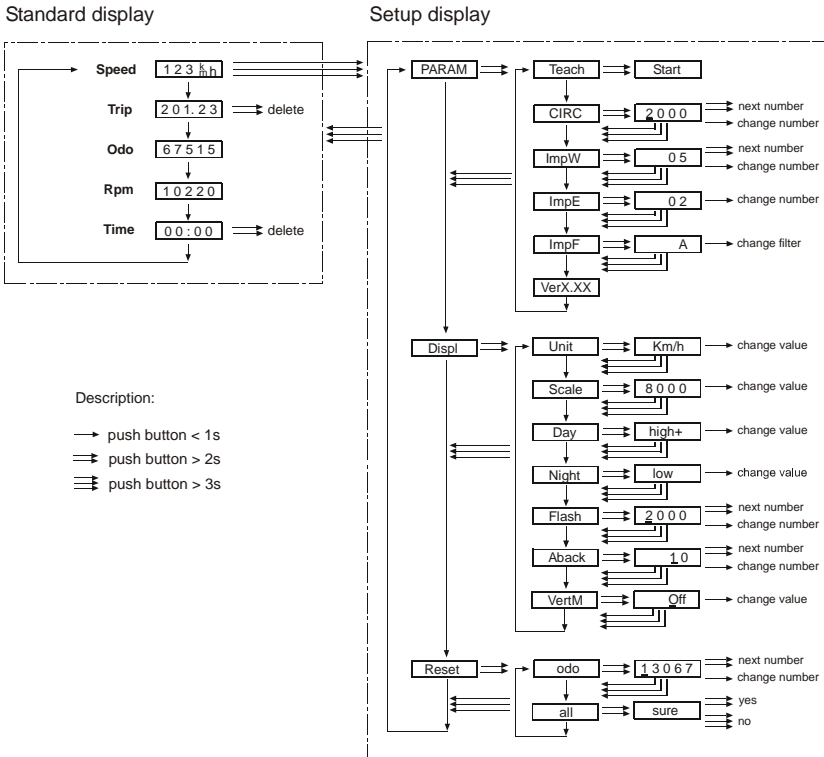 Standard display
Setup display
Speed 123 km/h
Trip 201.23 delete
Odo 67515
Rpm 10220
Time 00:00 delete
Description:
push button < 1s
push button > 2s
push button > 3s
PARAM Teach Start
CIRC 2000 next number
change number
ImpW 05 next number
change number
ImpE 02 change number
ImpF A change filter
VerX.XX
Displ Unit Km/h change value
Scale 8000 change value
Day high+ change value
Night low change value
Flash 2000 next number
change number
Aback 10 next number
change number
VertM Off change value
Reset odo 13067 next number
change number
all sure yes
no